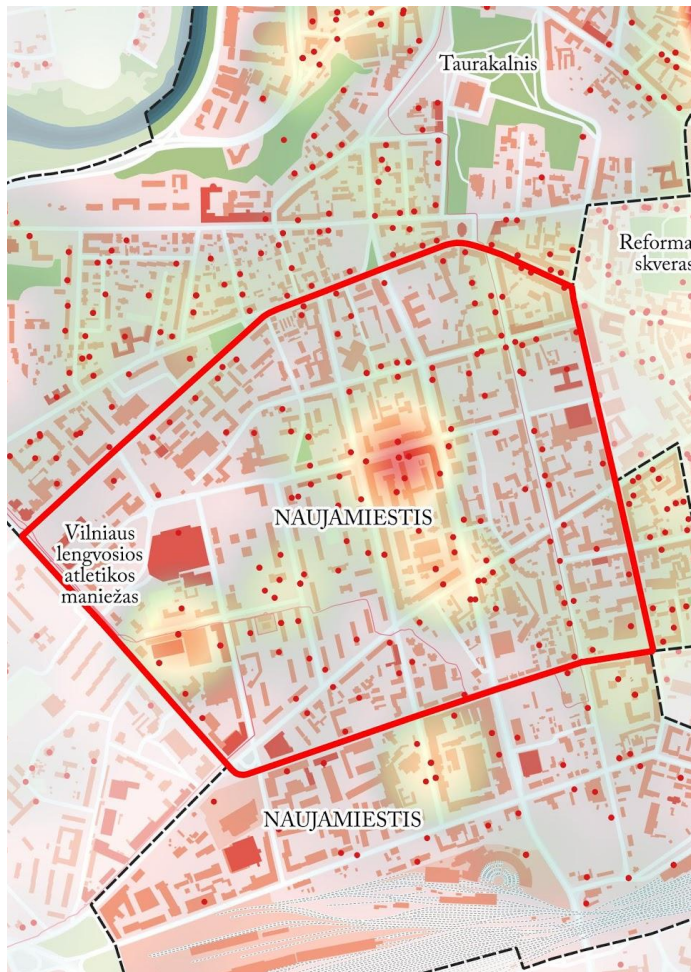 Taurakalnis
Reforma
skveras
NAUJAMIESTIS
Vilniaus
lengvosios
atletikos
maniežas
NAUJAMIESTIS